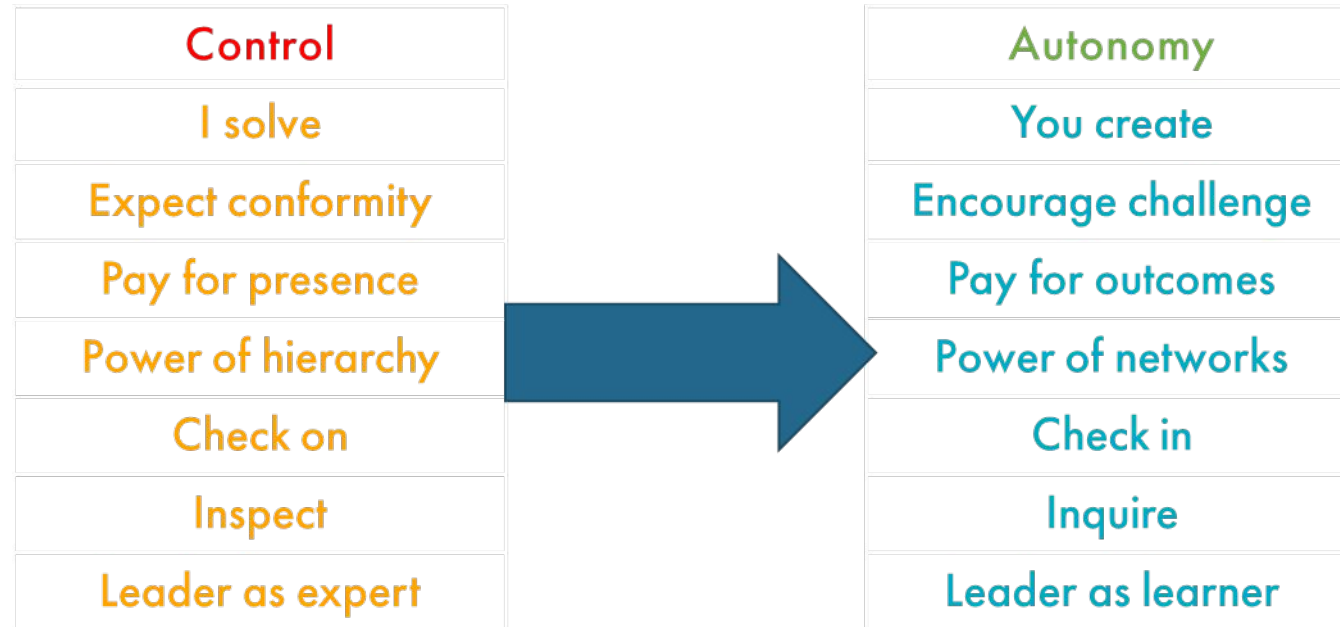 Control
I solve
Expect conformity
Pay for presence
Power of hierarchy
Check on
Inspect
Leader as expert
Autonomy
You create
Encourage challenge
Pay for outcomes
Power of networks
Check in
Inquire
Leader as learner